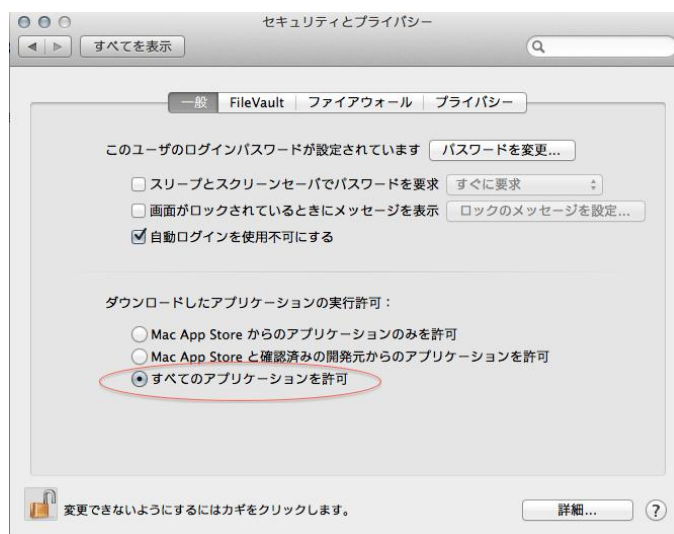 セキュリティとプライバシー
すべてを表示
一般 FileVault ファイアウォール プライバシー
このユーザのログインパスワードが設定されています パスワードを変更...
スリープとスクリーンセーバでパスワードを要求 すぐに要求
画面がロックされているときにメッセージを表示 ロックのメッセージを設定...
自動ログインを使用不可にする
ダウンロードしたアプリケーションの実行許可：
Mac App Store からのアプリケーションのみを許可
Mac App Store と確認済みの開発元からのアプリケーションを許可
すべてのアプリケーションを許可
変更できないようにするにはカギをクリックします。 詳細... ?